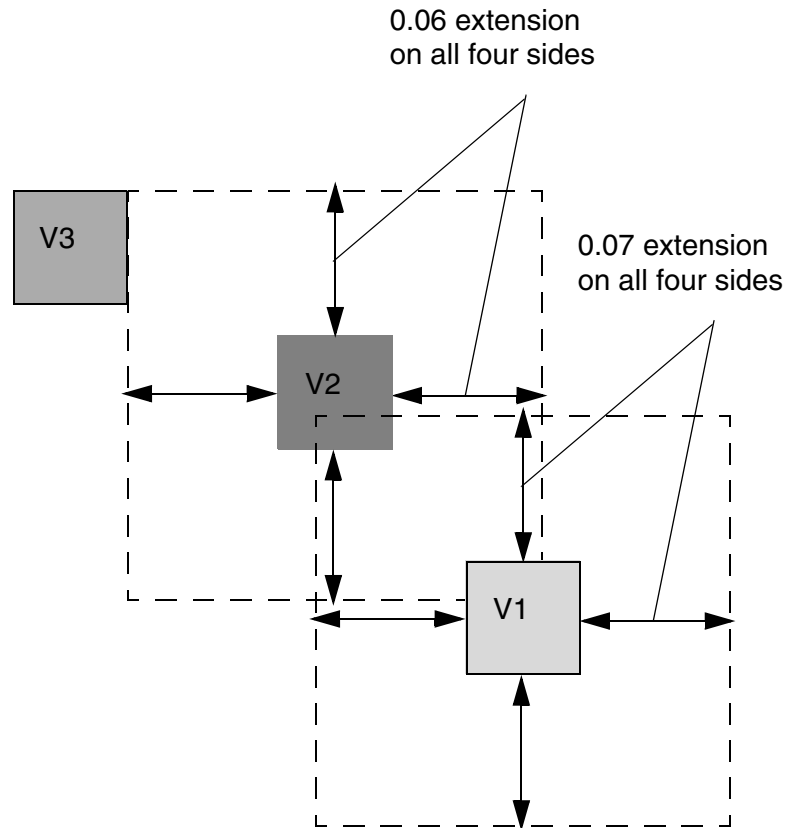 0.06 extension
on all four sides
V3
0.07 extension
on all four sides
V2
V1